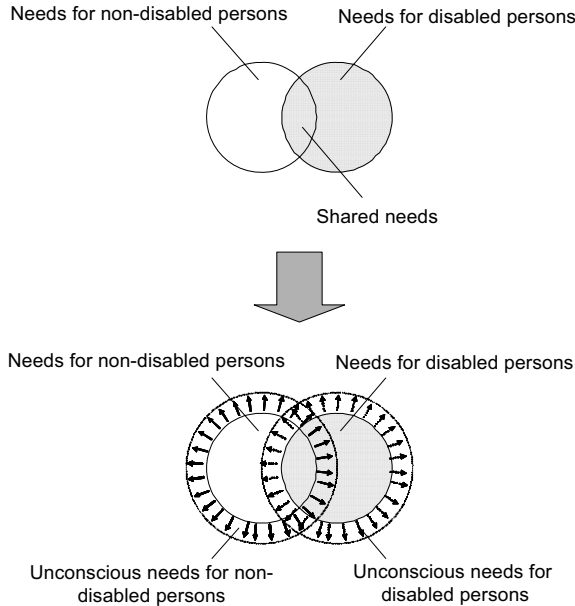 Needs for non-disabled persons
Needs for disabled persons
Shared needs
Needs for non-disabled persons
Needs for disabled persons
Unconscious needs for non-
disabled persons
Unconscious needs for
disabled persons